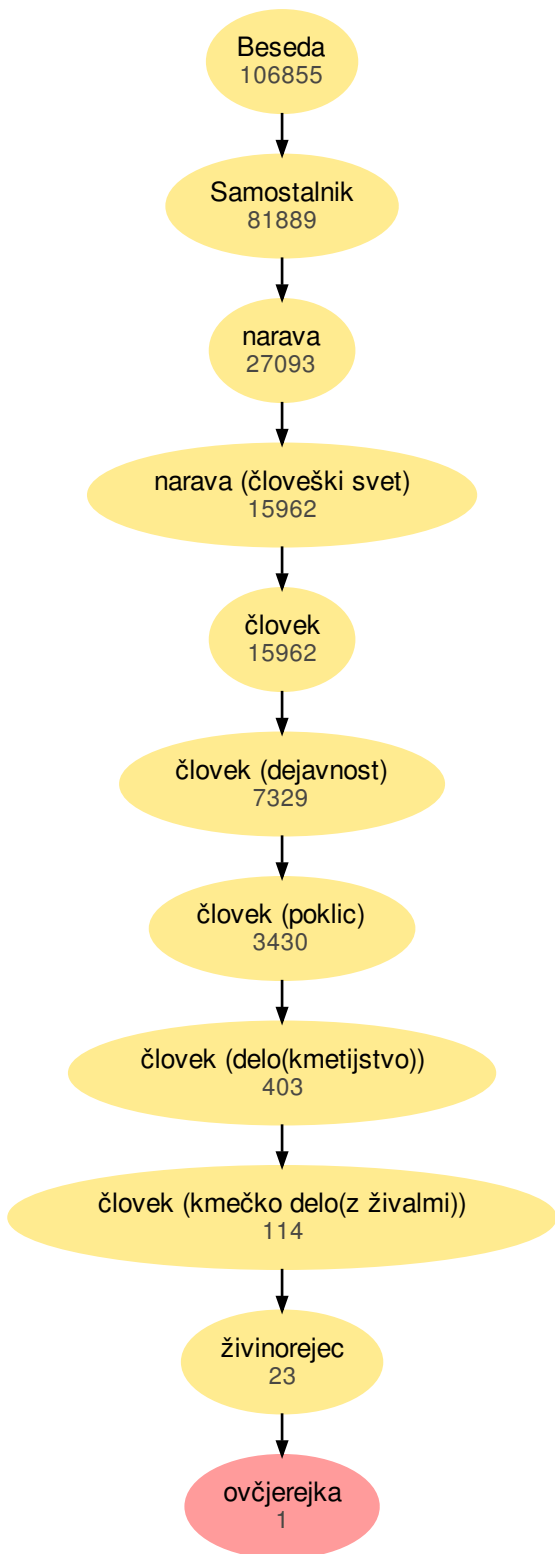 Beseda
106855
Samostalnik
81889
narava
27093
narava (človeški svet)
15962
človek
15962
človek (dejavnost)
7329
človek (poklic)
3430
človek (delo(kmetijstvo))
403
človek (kmečko delo(z živalmi))
114
živinorejec
23
ovčjerejka
1